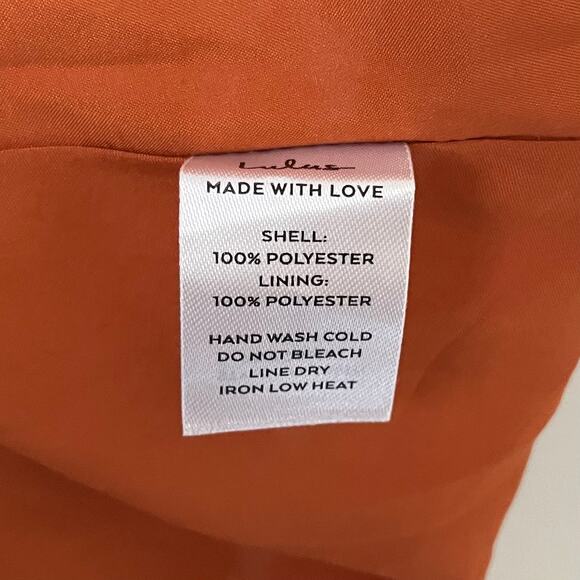 Lulus
MADE WITH LOVE
SHELL:
100% POLYESTER
LINING:
100% POLYESTER
HAND WASH COLD
DO NOT BLEACH
LINE DRY
IRON LOW HEAT